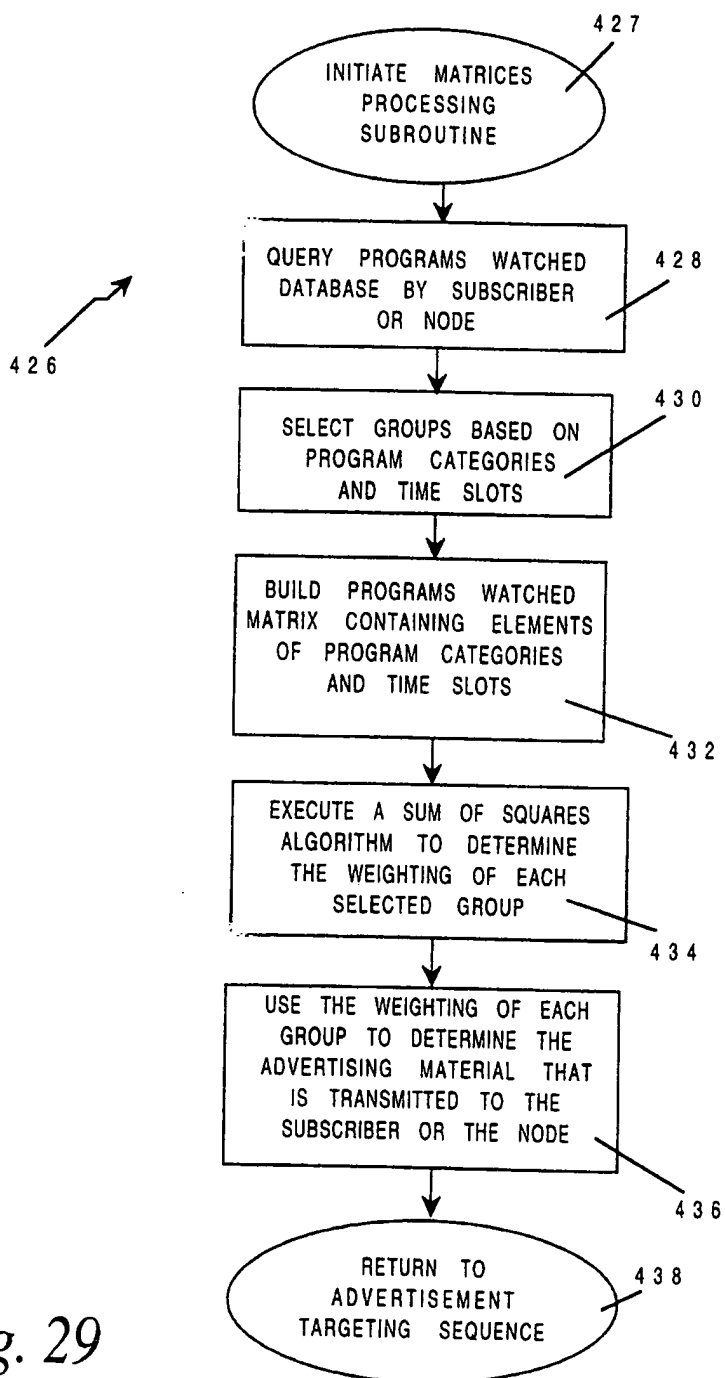 427
INITIATE MATRICES
PROCESSING
SUBROUTINE
QUERY PROGRAMS WATCHED
DATABASE BY SUBSCRIBER
OR NODE
428
426
430
SELECT GROUPS BASED ON
PROGRAM CATEGORIES
AND TIME SLOTS
BUILD PROGRAMS WATCHED
MATRIX CONTAINING ELEMENTS
OF PROGRAM CATEGORIES
AND TIME SLOTS
432
EXECUTE A SUM OF SQUARES
ALGORITHM TO DETERMINE
THE WEIGHTING OF EACH
SELECTED GROUP
434
USE THE WEIGHTING OF EACH
GROUP TO DETERMINE THE
ADVERTISING MATERIAL THAT
IS TRANSMITTED TO THE
SUBSCRIBER OR THE NODE
436
RETURN TO
ADVERTISEMENT
TARGETING SEQUENCE
438
g. 29